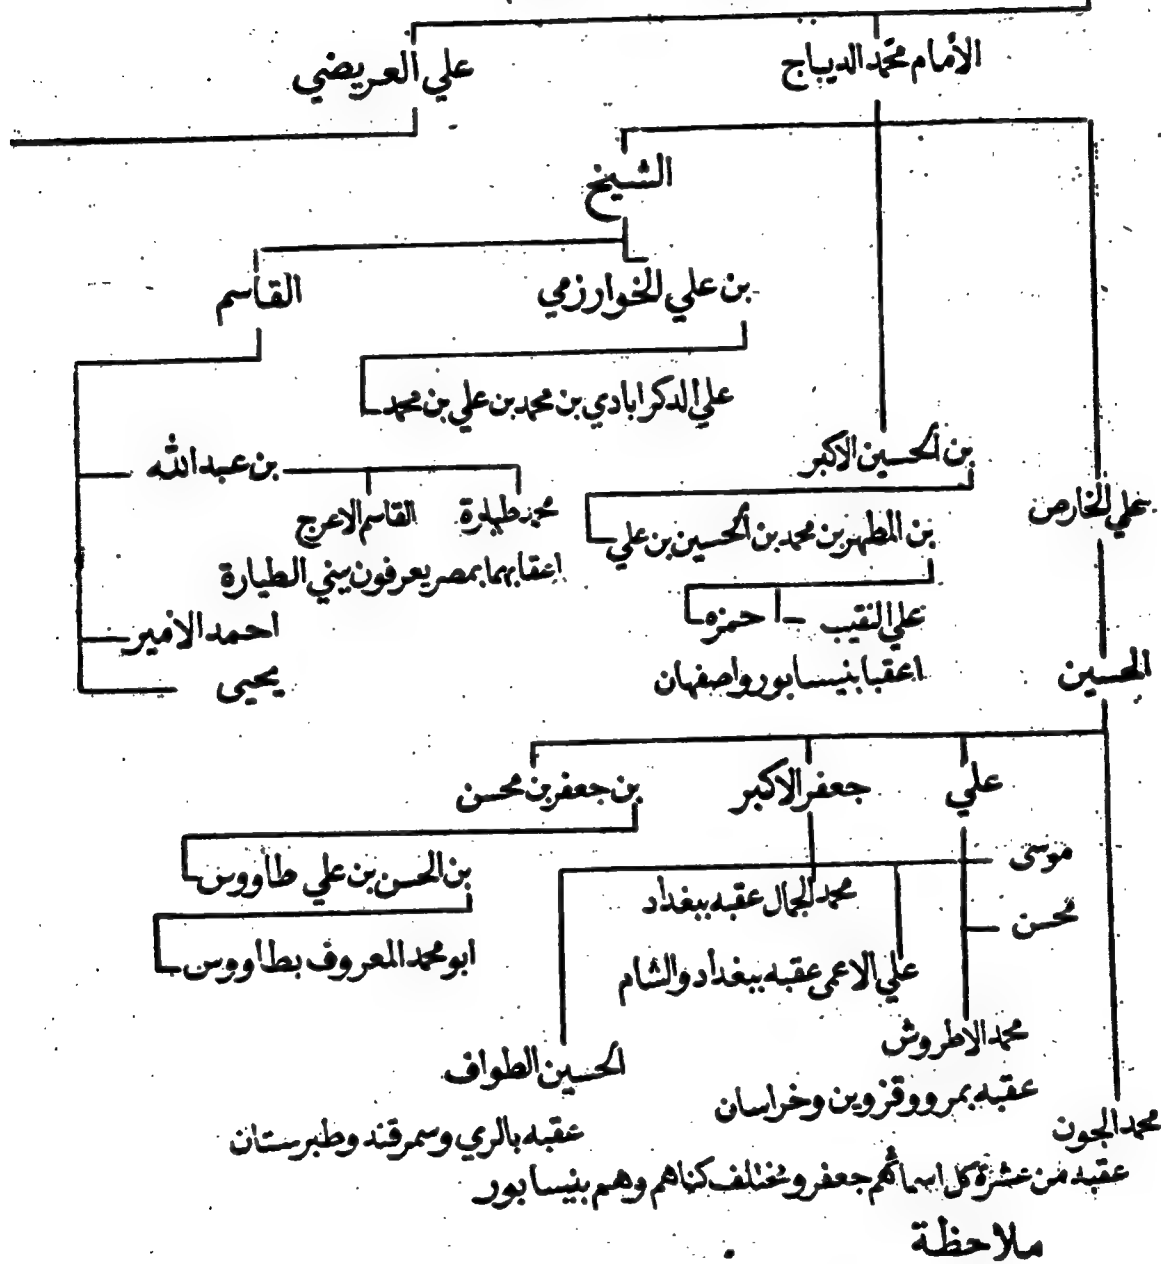 الأمام محمد الديباج
علي العريضي
الشيخ
بن علي الخوارزمي
القاسم
علي الدكرابادي بن محمد بن علي بن محمد
بن الحسين الاكبر
بن عبد الله
علي الخارص
محمد طيارة
القاسم الاعرج
بن المطهر بن محمد بن الحسين بن علي
اعقابهما بمصر يعرفون ببني الطيارة
علي النقيب
حمزه
احمد الامير
اعقبا بنيسابور واصفهان
الحسين
يحيى
علي
جعفر الاكبر
بن جعفر بن محسن
موسى
بن الحسن بن علي طاووس
محمد الجمال عقبه ببغداد
محسن
ابو محمد المعروف بطاووس
علي الاعمى عقبه ببغداد والشام
محمد الاطروش
الحسين الطواف
عقبه بمرو وقزوين وخراسان
محمد الجون
عقبه بالري وسمرقند وطبرستان
عقبه من عشرة كل اسمائهم جعفر وتختلف كناهم وهم بنيسابور
ملاحظة